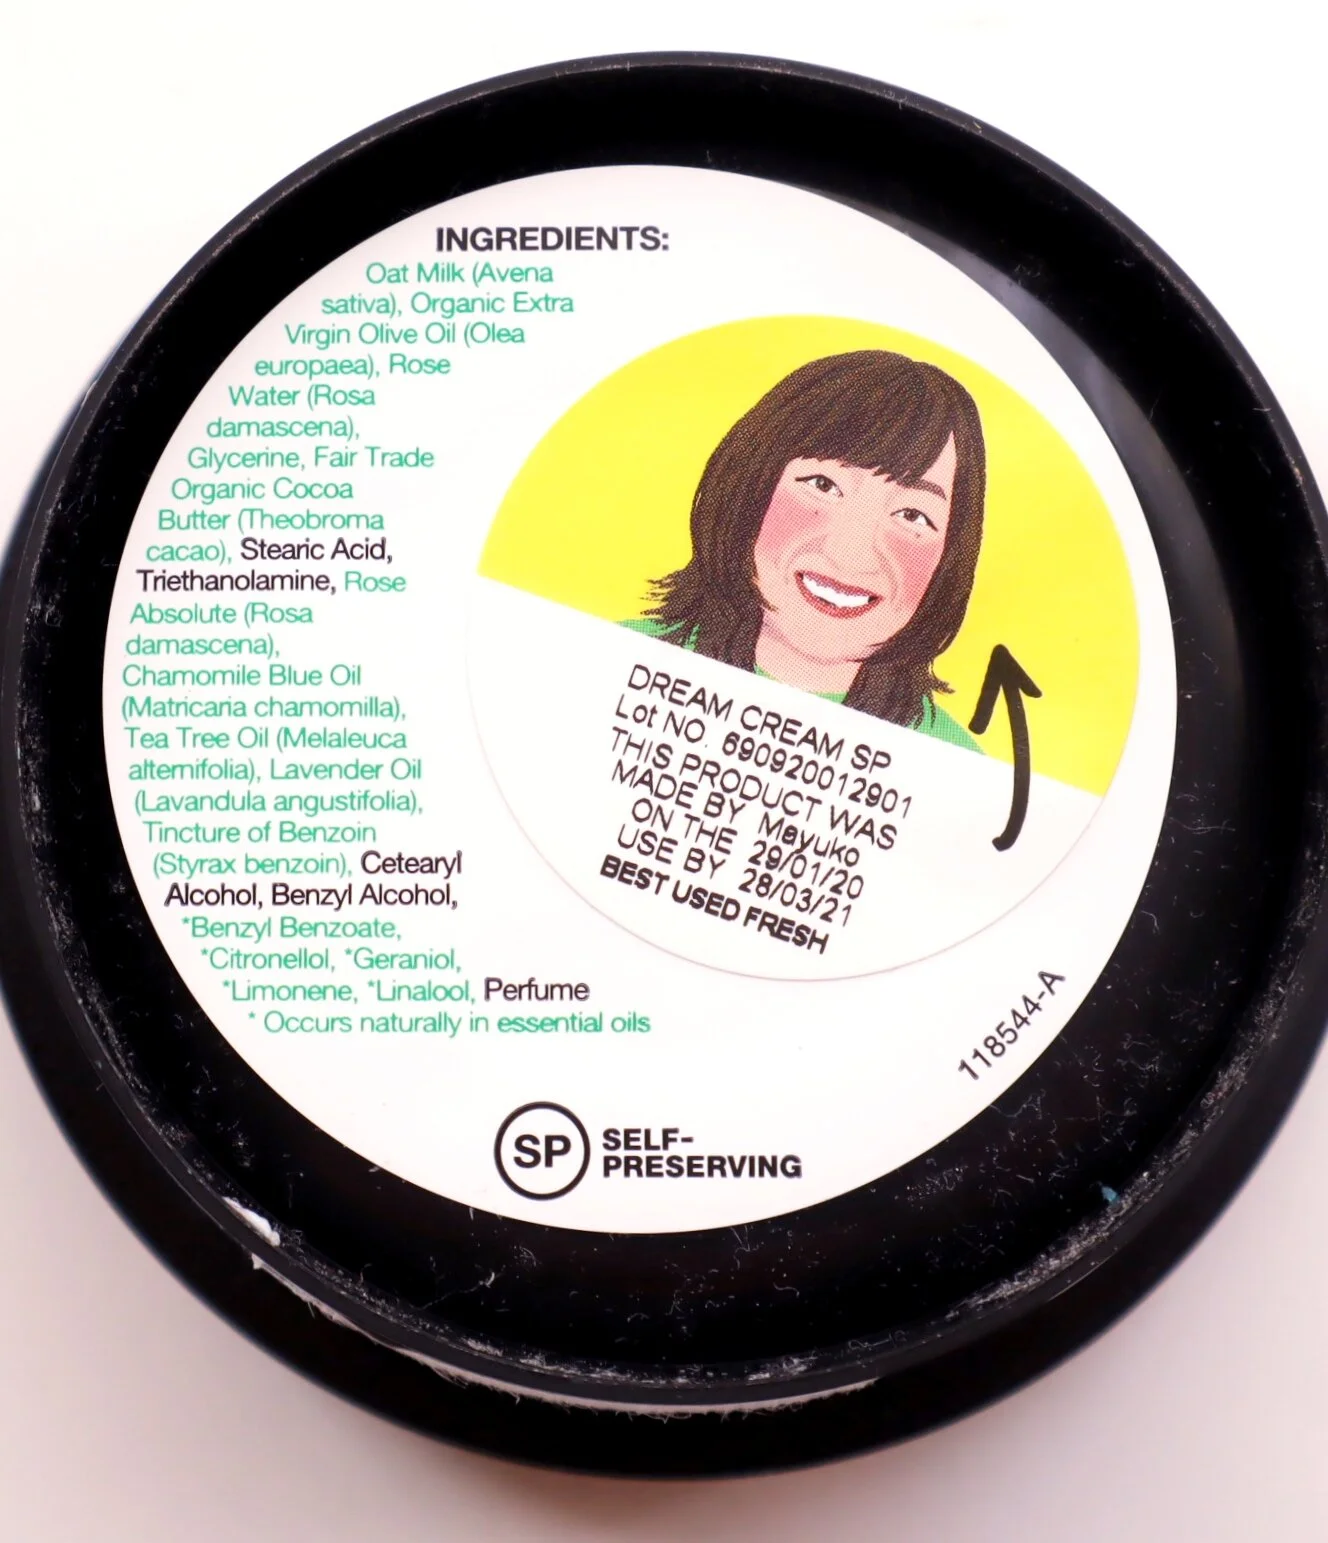 INGREDIENTS:
Oat Milk (Avena
sativa), Organic Extra
Virgin Olive Oil (Olea
europaea), Rose
Water (Rosa
damascena),
Glycerine, Fair Trade
Organic Cocoa
Butter (Theobroma
cacao), Stearic Acid,
Triethanolamine, Rose
Absolute (Rosa
damascena),
Chamomile Blue Oil
(Matricaria chamomilla),
Tea Tree Oil (Melaleuca
alternifolia), Lavender Oil
(Lavandula angustifolia),
Tincture of Benzoin
(Styrax benzoin), Cetearyl
Alcohol, Benzyl Alcohol,
*Benzyl Benzoate,
*Citronellol, *Geraniol,
*Limonene, *Linalool, Perfume
* Occurs naturally in essential oils
DREAM CREAM SP
Lot NO. 690920012901
THIS PRODUCT WAS
MADE BY Mayuko
ON THE 29/01/20
USE BY 28/03/21
BEST USED FRESH
118544-A
SP SELF-
PRESERVING